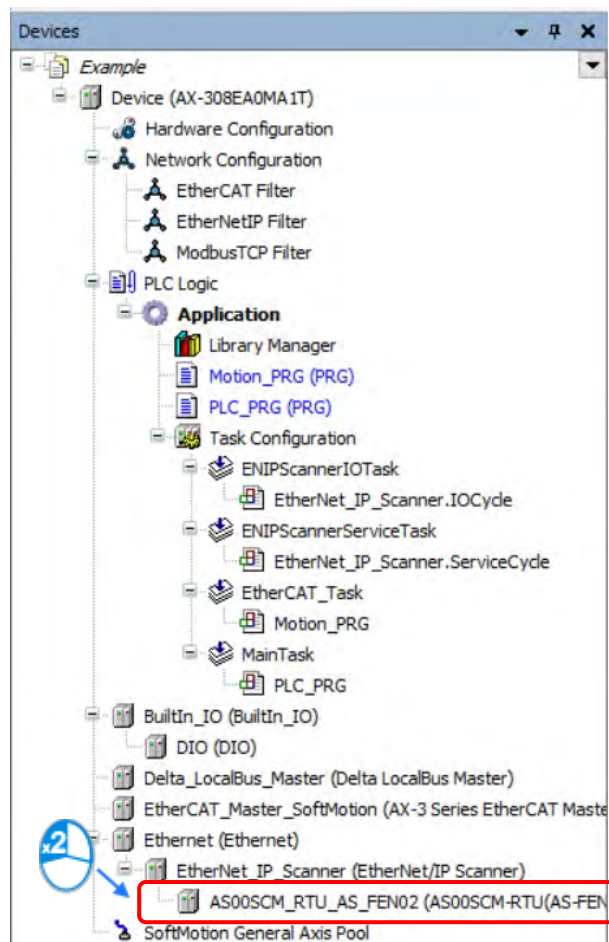 Devices
Example
Device (AX-308EA0MA1T)
Hardware Configuration
Network Configuration
EtherCAT Filter
EtherNetIP Filter
ModbusTCP Filter
PLC Logic
Application
Library Manager
Motion_PRG (PRG)
PLC_PRG (PRG)
Task Configuration
ENIPScannerIOTask
EtherNet_IP_Scanner.IOCycle
ENIPScannerServiceTask
EtherNet_IP_Scanner.ServiceCycle
EtherCAT_Task
Motion_PRG
MainTask
PLC_PRG
BuiltIn_IO (BuiltIn_IO)
DIO (DIO)
Delta_LocalBus_Master (Delta LocalBus Master)
EtherCAT_Master_SoftMotion (AX-3 Series EtherCAT Maste
x2
Ethernet (Ethernet)
EtherNet_IP_Scanner (EtherNet/IP Scanner)
AS00SCM_RTU_AS_FEN02 (AS00SCM-RTU(AS-FEN
SoftMotion General Axis Pool